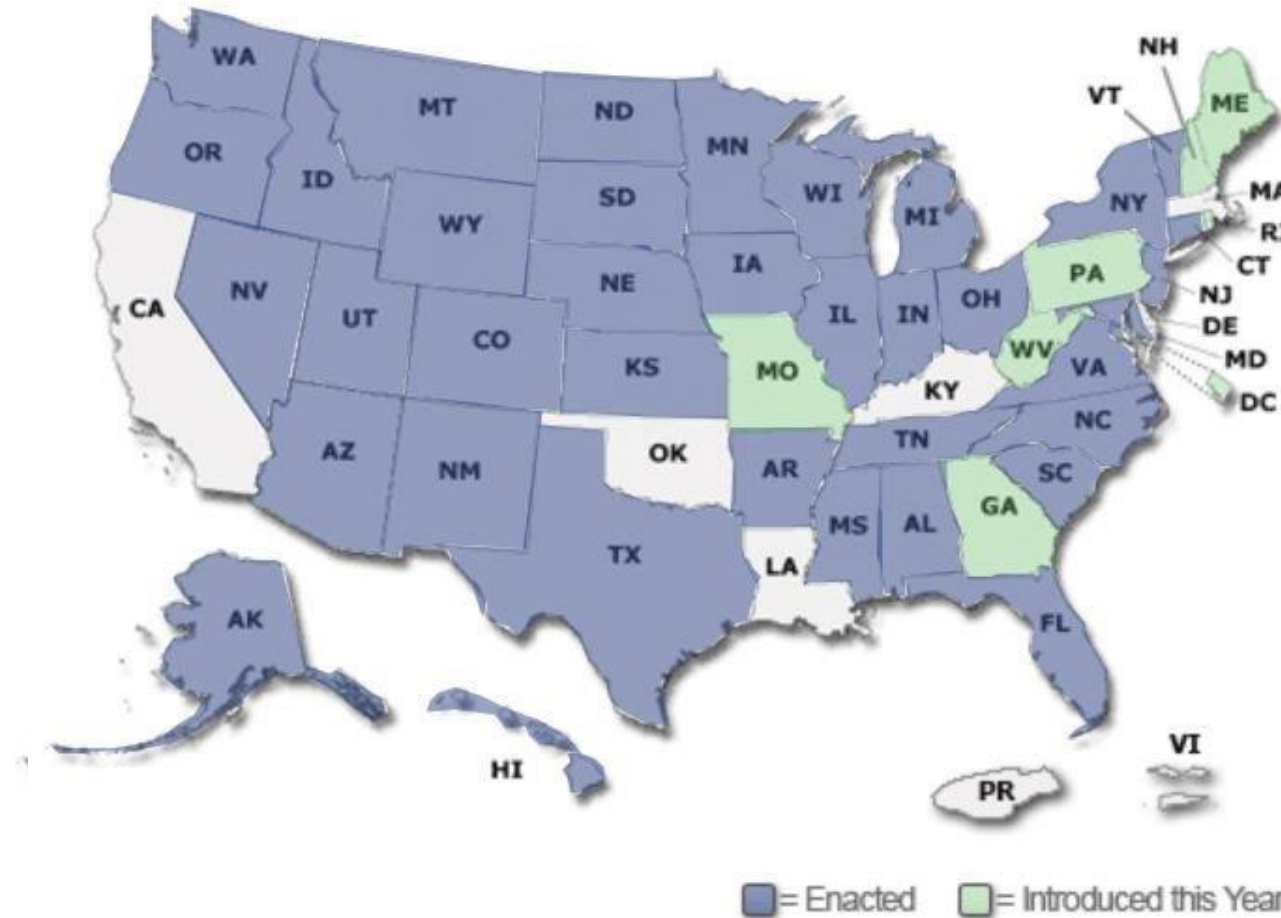 WA
MT
ND
MN
OR
ID
SD
WI
MI
WY
VT
NH
ME
NY
MA
RI
CT
NJ
DE
MD
DC
PA
CA
NV
UT
CO
NE
IA
IL
IN
OH
WV
VA
KS
MO
KY
NC
TN
AZ
NM
OK
AR
SC
TX
LA
MS
AL
GA
FL
AK
HI
PR
VI
= Enacted = Introduced this Year